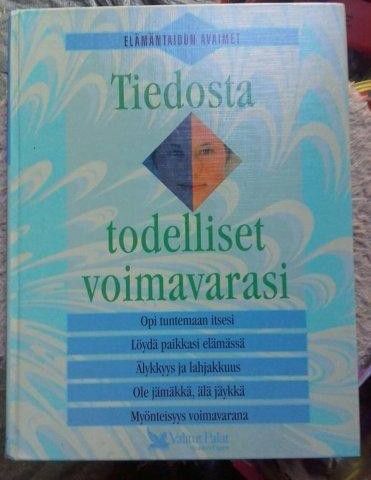 ELÄMÄNTAIDON AVAIMET
Tiedosta
todelliset
voimavarasi
Opi tuntemaan itsesi
Löydä paikkasi elämässä
Älykkyys ja lahjakkuus
Ole jämäkkä, älä jäykkä
Myönteisyys voimavarana
Valitut Palat